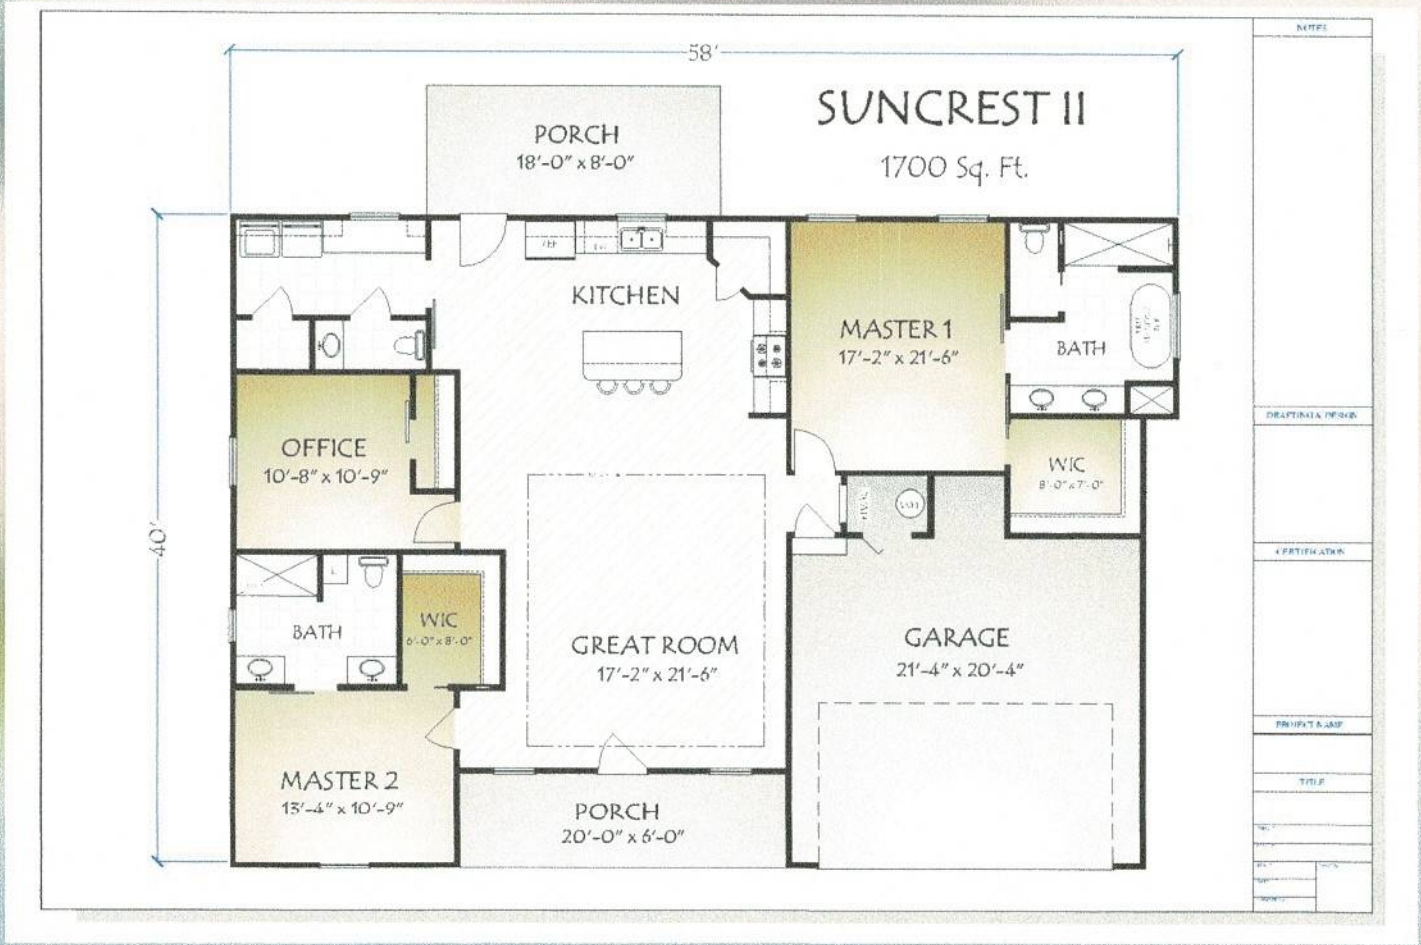 NOTES
58'
SUNCREST II
1700 Sq. Ft.
PORCH
18'-0" x 8'-0"
REF
KITCHEN
MASTER 1
17'-2" x 21'-6"
BATH
OFFICE
10'-8" x 10'-9"
WIC
8'-0" x 7'-0"
40'
DRAFTING & DESIGN
CERTIFICATION
BATH
WIC
6'-0" x 8'-0"
GREAT ROOM
17'-2" x 21'-6"
GARAGE
21'-4" x 20'-4"
PROJECT NAME
TITLE
MASTER 2
13'-4" x 10'-9"
PORCH
20'-0" x 6'-0"